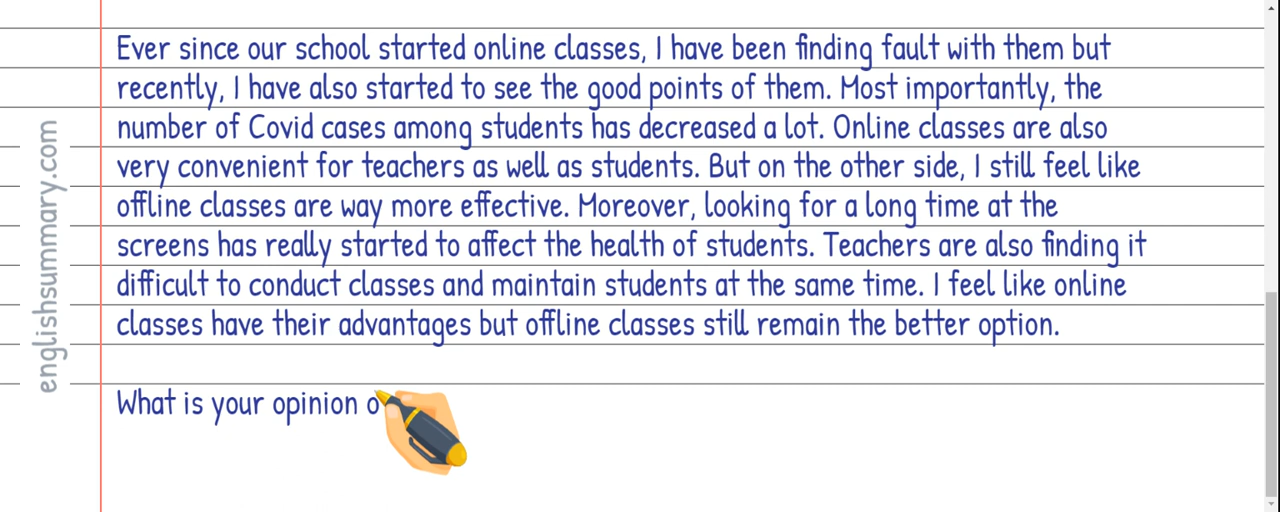 Ever since our school started online classes, I have been finding fault with them but
recently, I have also started to see the good points of them. Most importantly, the
number of Covid cases among students has decreased a lot. Online classes are also
very convenient for teachers as well as students. But on the other side, I still feel like
offline classes are way more effective. Moreover, looking for a long time at the
screens has really started to affect the health of students. Teachers are also finding it
difficult to conduct classes and maintain students at the same time. I feel like online
classes have their advantages but offline classes still remain the better option.
What is your opinion o
englishsummary.com